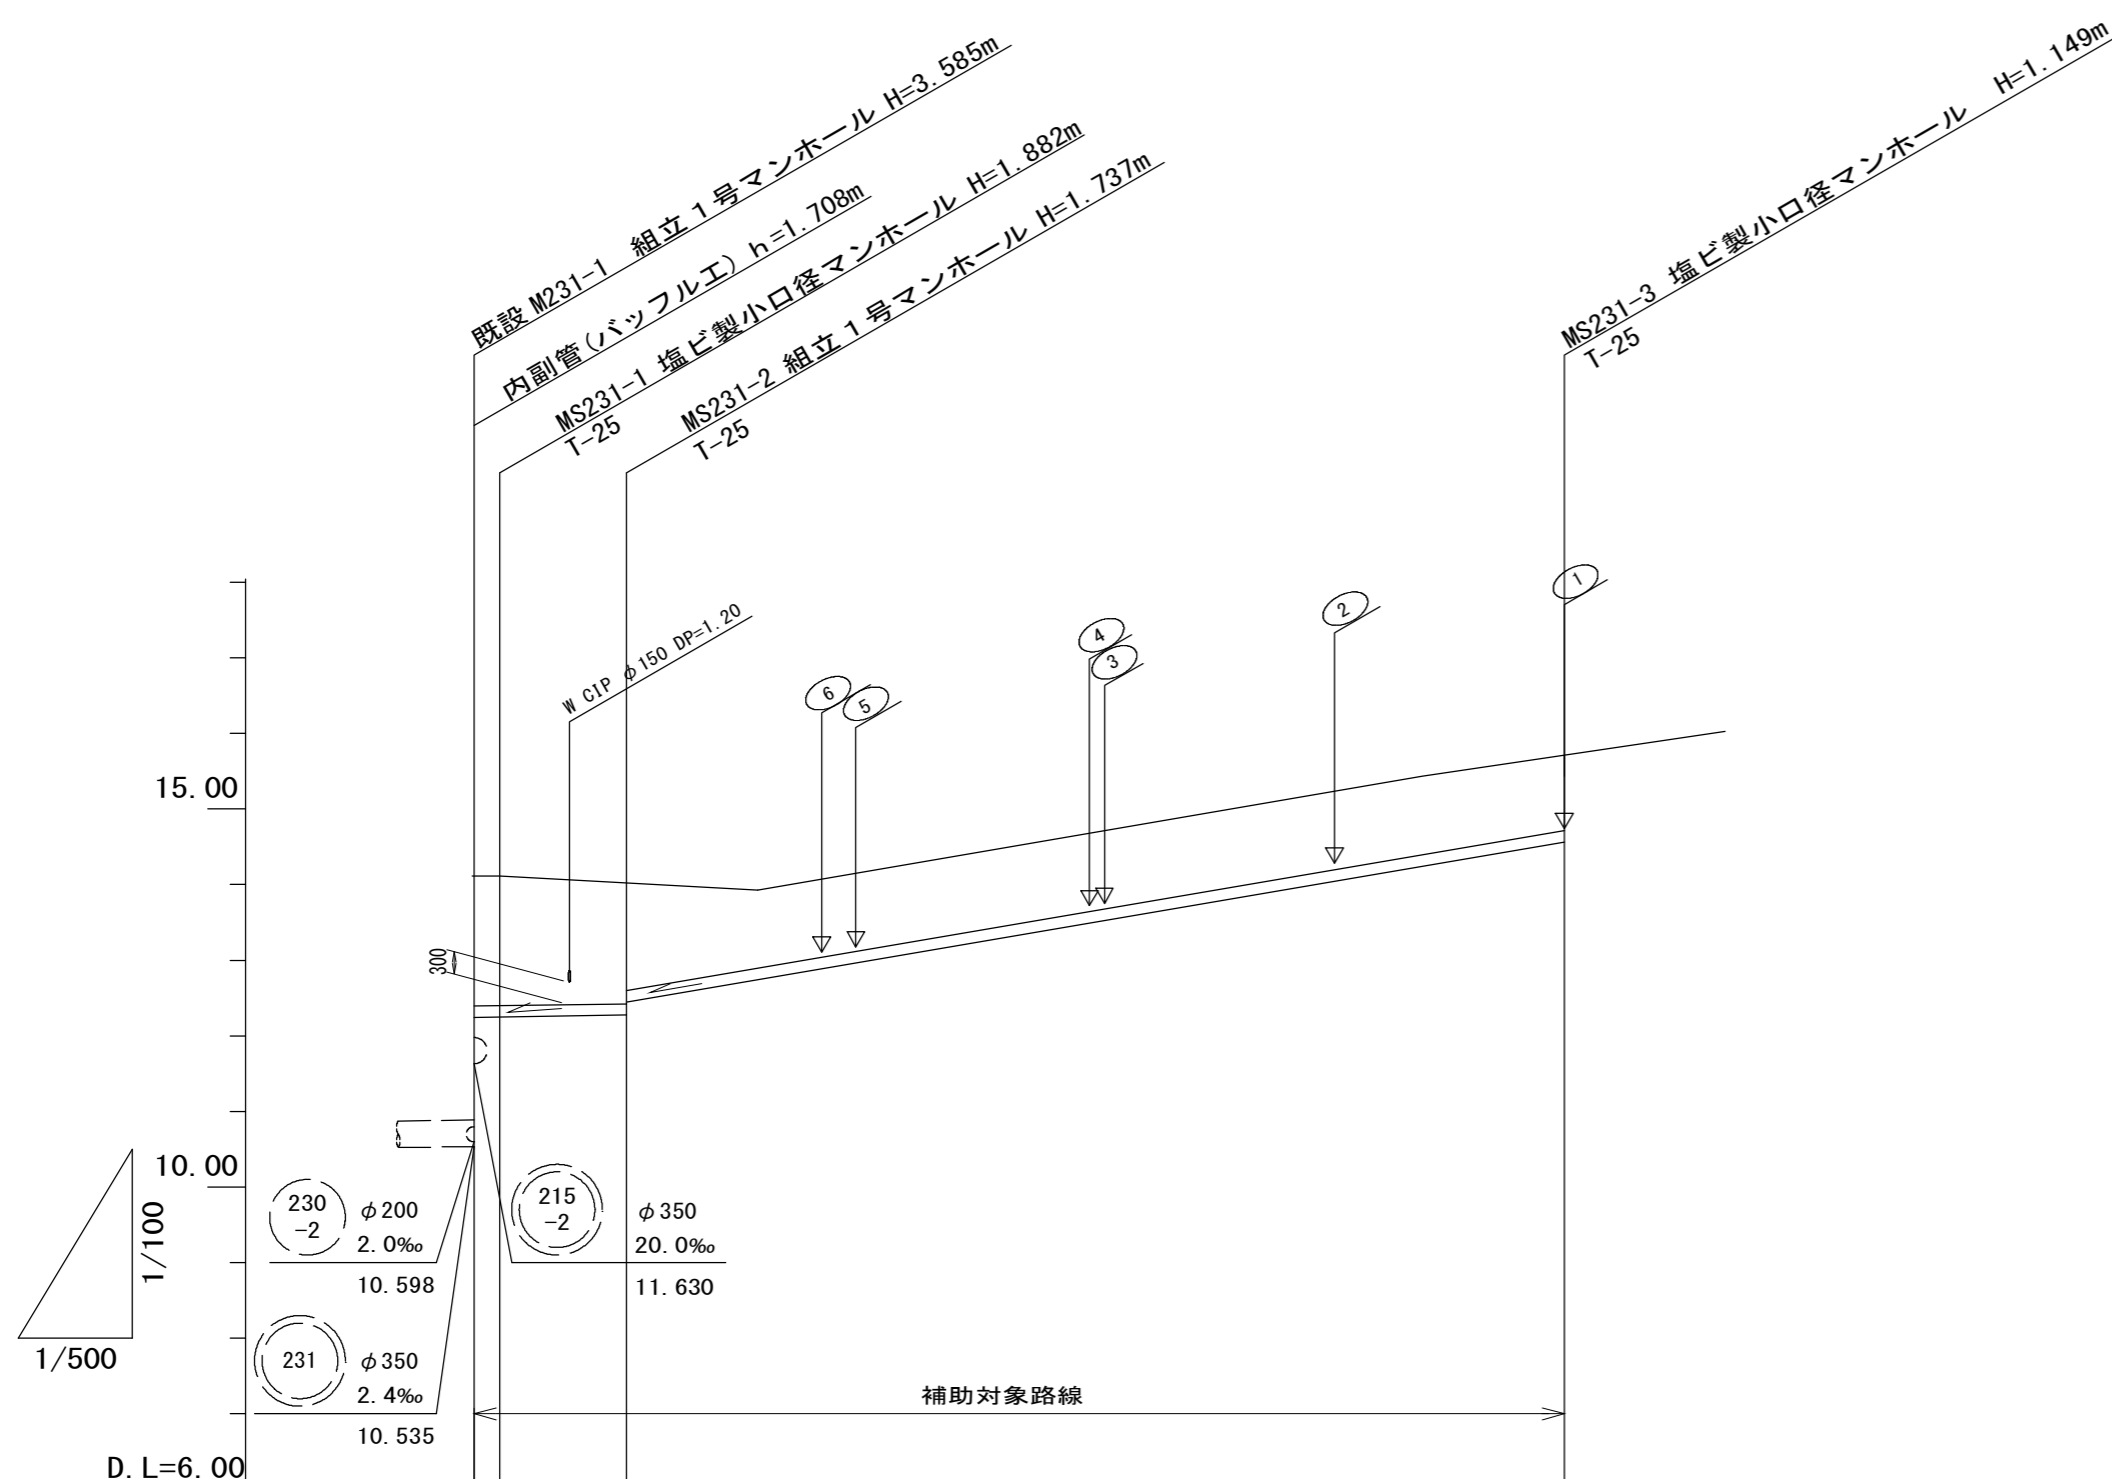 既設 M231-1 組立１号マンホール H=3.585m
内副管(バッフル工) h=1.708m
MS231-1 塩ビ製小口径マンホール H=1.882m
T-25
MS231-2 組立１号マンホール H=1.737m
T-25
MS231-3 塩ビ製小口径マンホール H=1.149m
T-25
W CIP φ150 DP=1.20
6
5
4
3
2
1
15.00
300
10.00
1/100
1/500
230
-2
φ200
2.0‰
10.598
215
-2
φ350
20.0‰
11.630
231
φ350
2.4‰
10.535
補助対象路線
D.L=6.00